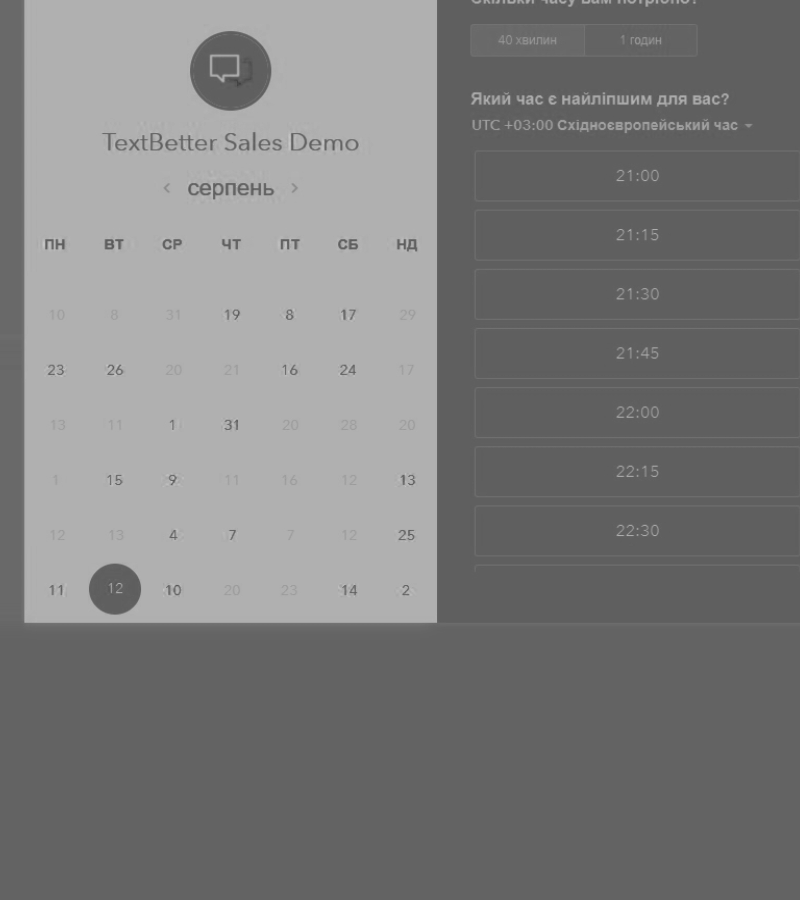 Скільки часу вам потрібно?
40 хвилин 1 годин
Який час є найліпшим для вас?
UTC +03:00 Східноєвропейський час
21:00
21:15
21:30
21:45
22:00
22:15
22:30
TextBetter Sales Demo
< серпень >
ПН ВТ СР ЧТ ПТ СБ НД
10 8 31 19 8 17 29
23 26 20 21 16 24 17
13 11 1 31 20 28 20
1 15 9 11 16 12 13
12 13 4 7 7 12 25
11 12 10 20 23 14 2